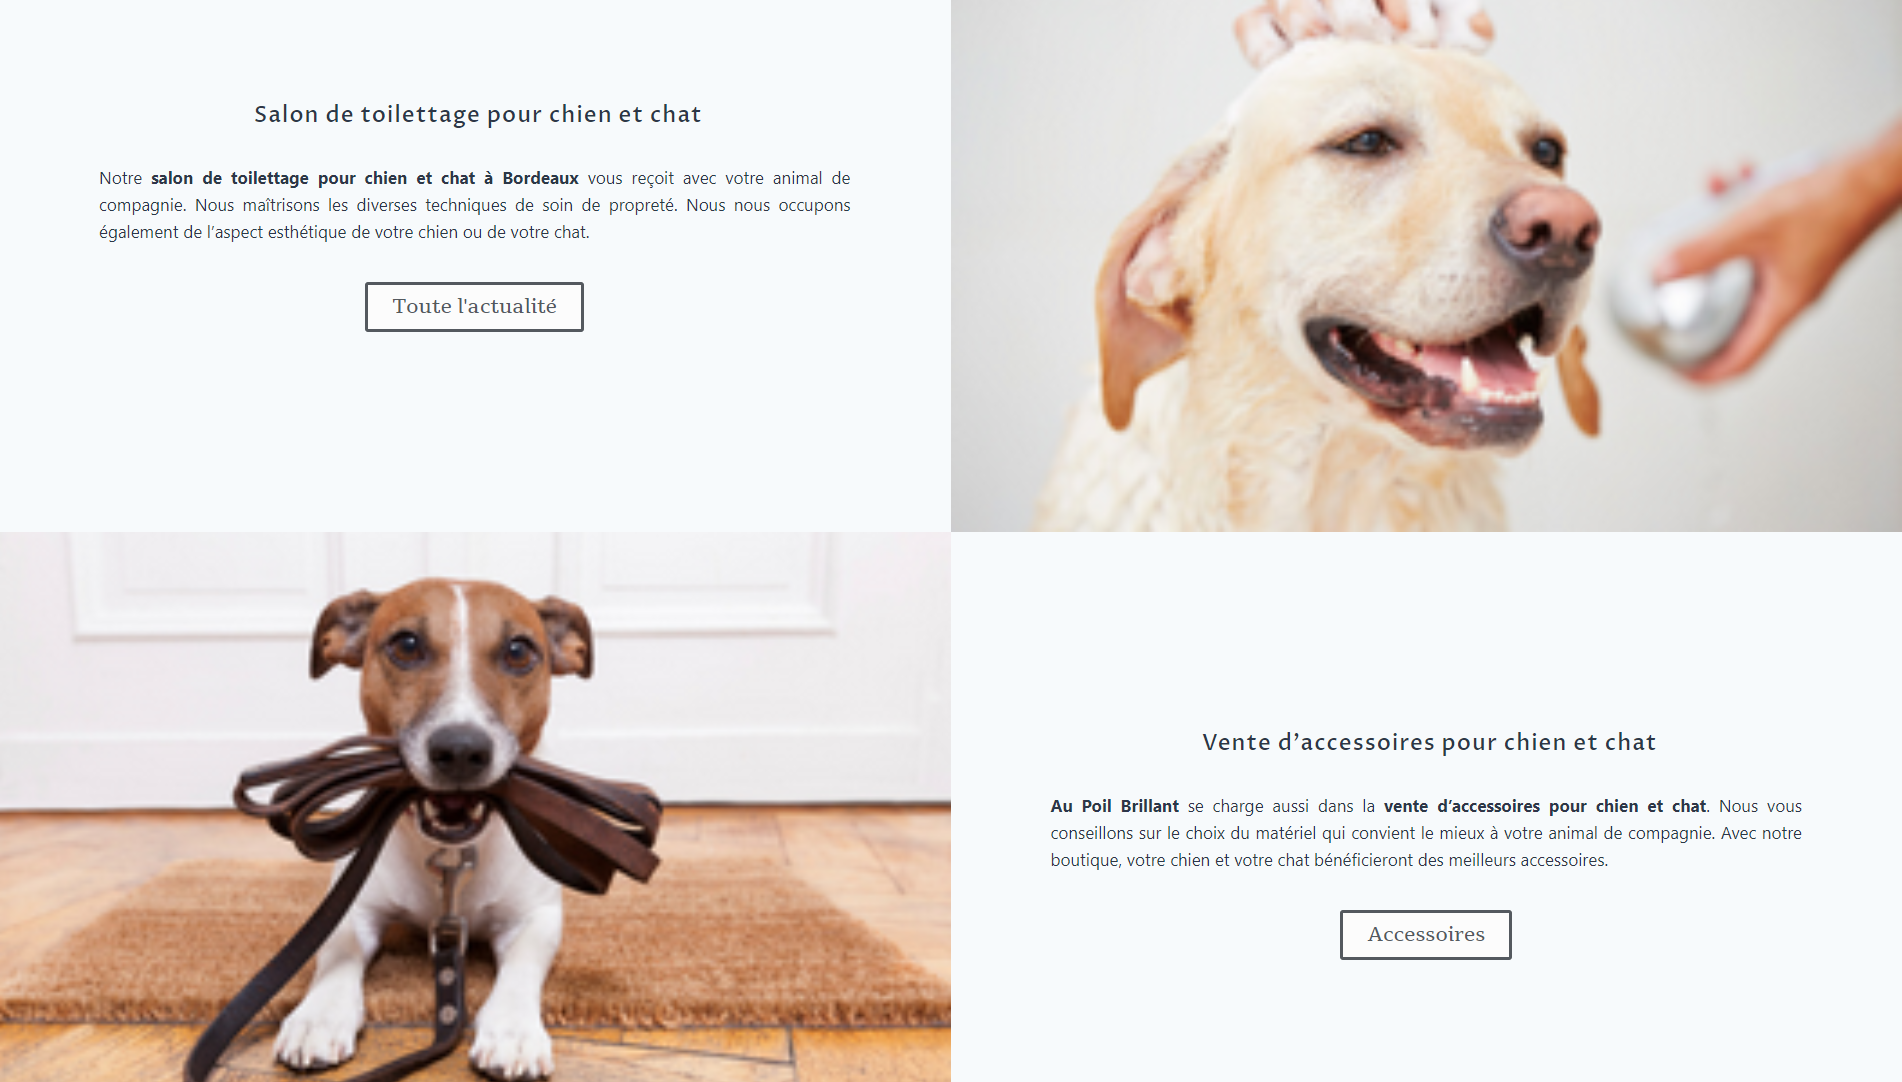 Salon de toilettage pour chien et chat
Notre salon de toilettage pour chien et chat à Bordeaux vous reçoit avec votre animal de
compagnie. Nous maîtrisons les diverses techniques de soin de propreté. Nous nous occupons
également de l’aspect esthétique de votre chien ou de votre chat.
Toute l'actualité
Vente d’accessoires pour chien et chat
Au Poil Brillant se charge aussi dans la vente d’accessoires pour chien et chat. Nous vous
conseillons sur le choix du matériel qui convient le mieux à votre animal de compagnie. Avec notre
boutique, votre chien et votre chat bénéficieront des meilleurs accessoires.
Accessoires